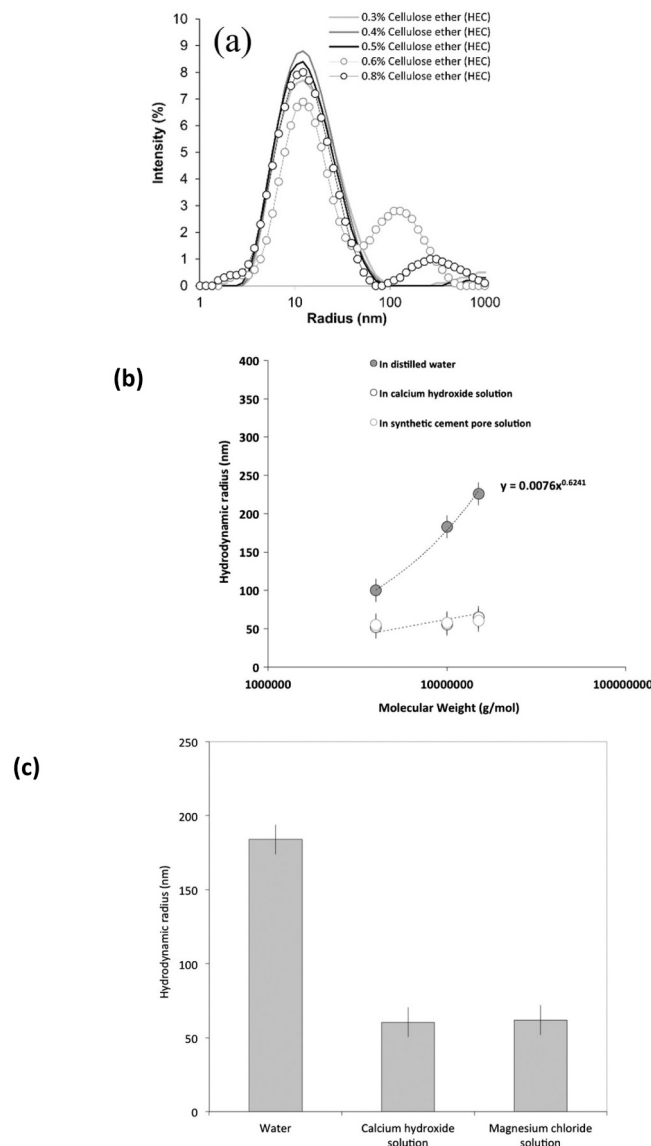 (a)
0.3% Cellulose ether (HEC)
0.4% Cellulose ether (HEC)
0.5% Cellulose ether (HEC)
0.6% Cellulose ether (HEC)
0.8% Cellulose ether (HEC)
10
9
8
7
6
5
4
3
2
1
0
Intensity (%)
1 10 100 1000
Radius (nm)
(b)
In distilled water
In calcium hydroxide solution
In synthetic cement pore solution
y = 0.0076x^0.6241
400
350
300
250
200
150
100
50
0
Hydrodynamic radius (nm)
1000000 10000000 100000000
Molecular Weight (g/mol)
(c)
250
200
150
100
50
0
Hydrodynamic radius (nm)
Water Calcium hydroxide solution Magnesium chloride solution